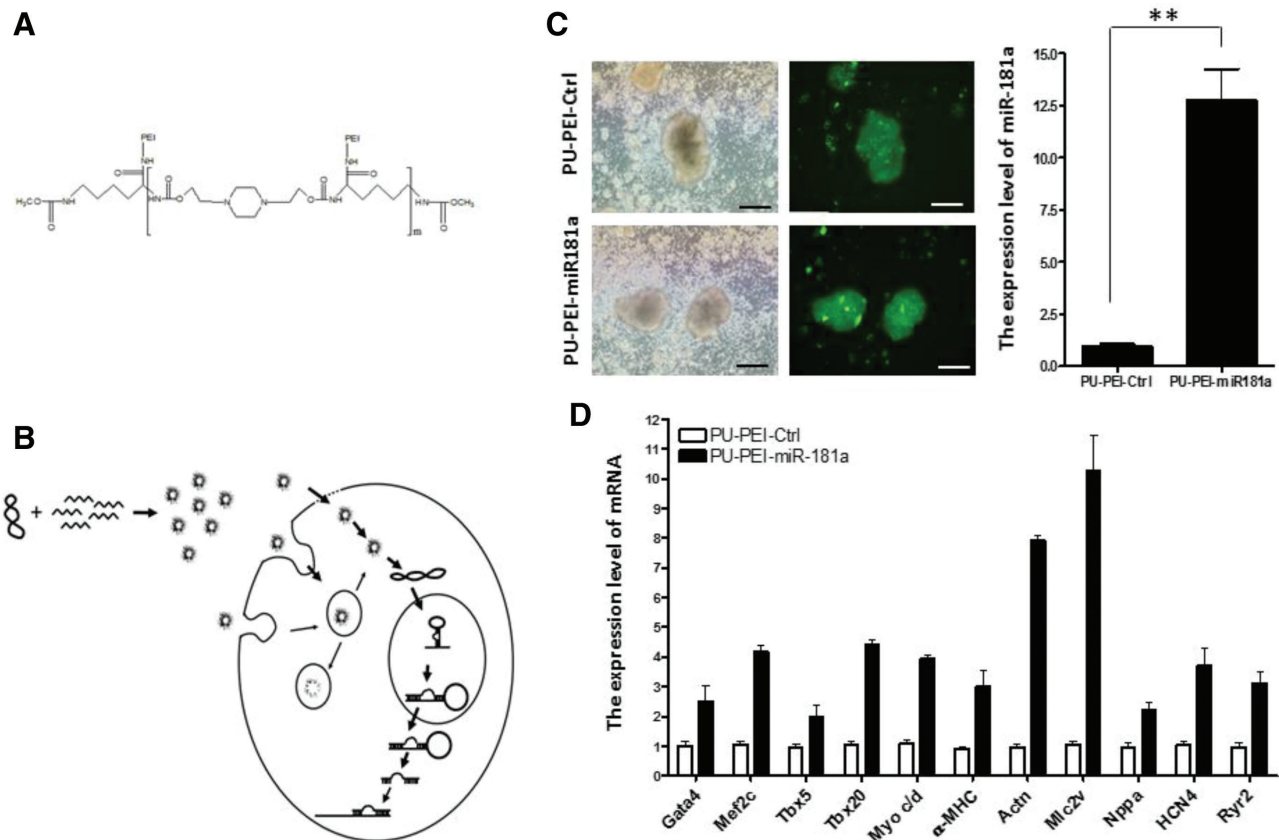 A
PEI
PEI
NH
NH
O
O
O
O
H₃CO
NH
HN
O
N
N
O
NH
HN
OCH₃
O
O
m
B
+
C
PU-PEI-Ctrl
PU-PEI-miR181a
**
The expression level of miR-181a
15.0
12.5
10.0
7.5
5.0
2.5
0.0
PU-PEI-Ctrl
PU-PEI-miR181a
D
The expression level of mRNA
12
11
10
9
8
7
6
5
4
3
2
1
0
PU-PEI-Ctrl
PU-PEI-miR-181a
Gata4
Mef2c
Tbx5
Tbx20
Myo c/d
α-MHC
Actn
Mlc2v
Nppa
HCN4
Ryr2